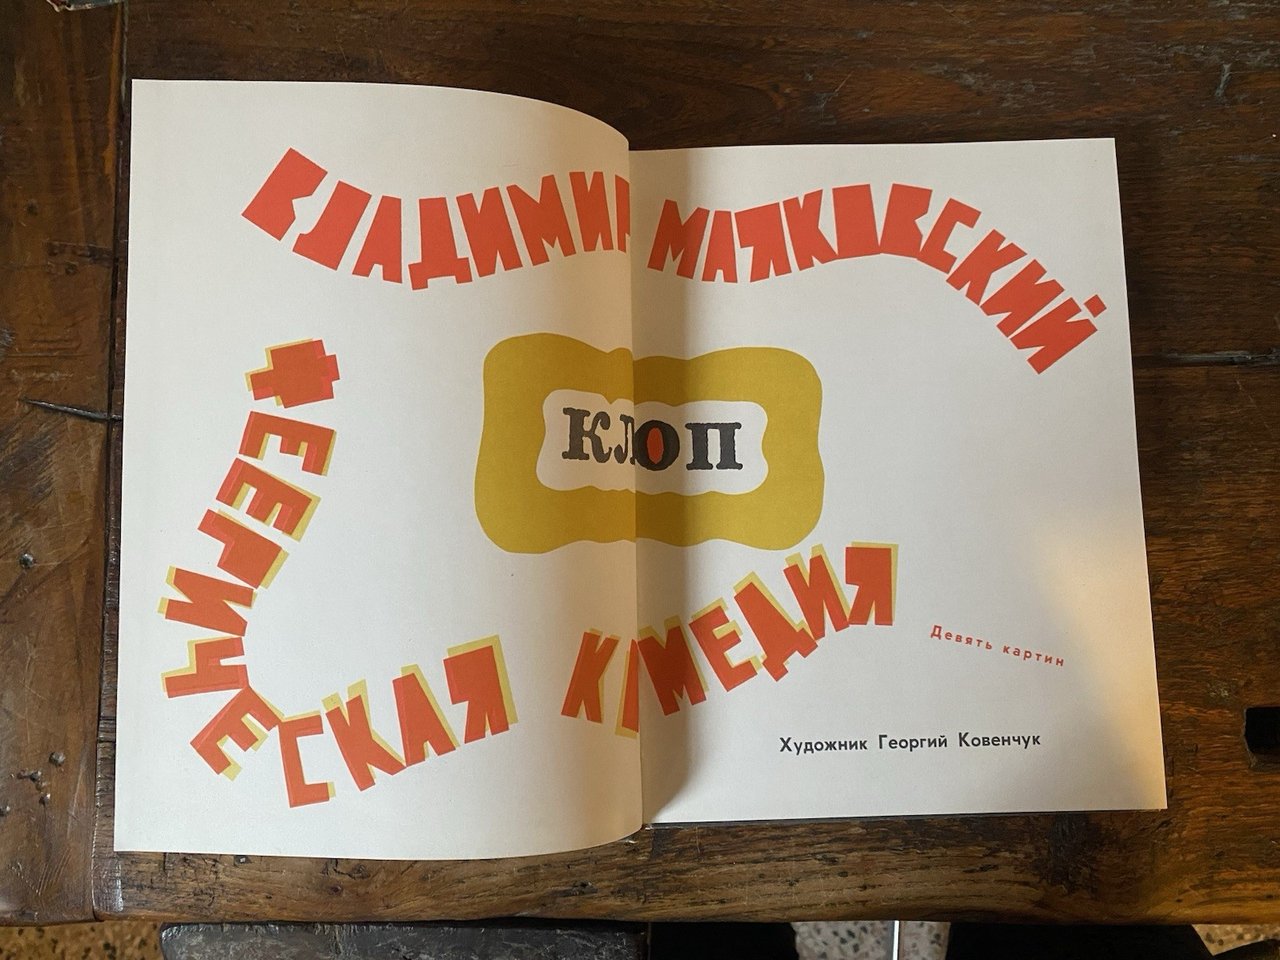 ВЛАДИМИР МАЯКОВСКИЙ
КЛОП
ФЕЕРИЧЕСКАЯ КОМЕДИЯ
Девять картин
Художник Георгий Ковенчук